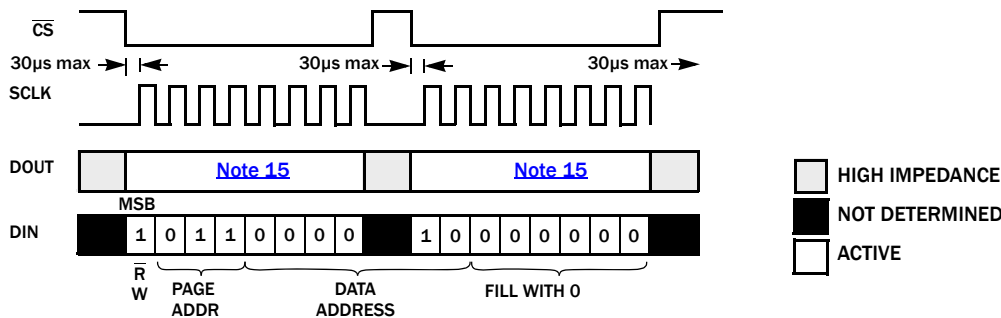 CS
30µs max
30µs max
30µs max
SCLK
DOUT
Note 15
Note 15
HIGH IMPEDANCE
MSB
NOT DETERMINED
DIN
1 0 1 1 0 0 0 0
1 0 0 0 0 0 0 0
ACTIVE
R
W
PAGE
ADDR
DATA
ADDRESS
FILL WITH 0